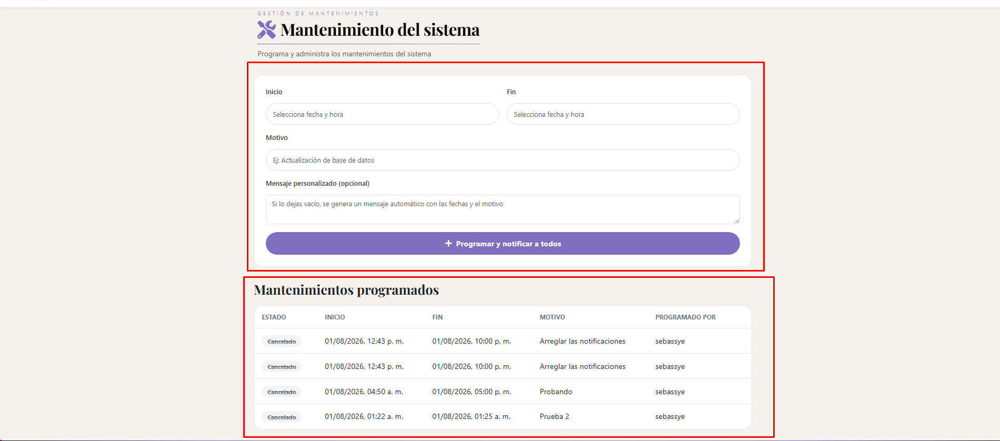 GESTIÓN DE MANTENIMIENTOS
Mantenimiento del sistema
Programa y administra los mantenimientos del sistema
Inicio Fin
Selecciona fecha y hora Selecciona fecha y hora
Motivo
Ej: Actualización de base de datos
Mensaje personalizado (opcional)
Si lo dejas vacío, se genera un mensaje automático con las fechas y el motivo
+ Programar y notificar a todos
Mantenimientos programados
ESTADO INICIO FIN MOTIVO PROGRAMADO POR
Cancelado 01/08/2026, 12:43 p. m. 01/08/2026, 10:00 p. m. Arreglar las notificaciones sebassye
Cancelado 01/08/2026, 12:43 p. m. 01/08/2026, 10:00 p. m. Arreglar las notificaciones sebassye
Cancelado 01/08/2026, 04:50 a. m. 01/08/2026, 05:00 p. m. Probando sebassye
Cancelado 01/08/2026, 01:22 a. m. 01/08/2026, 01:25 a. m. Prueba 2 sebassye